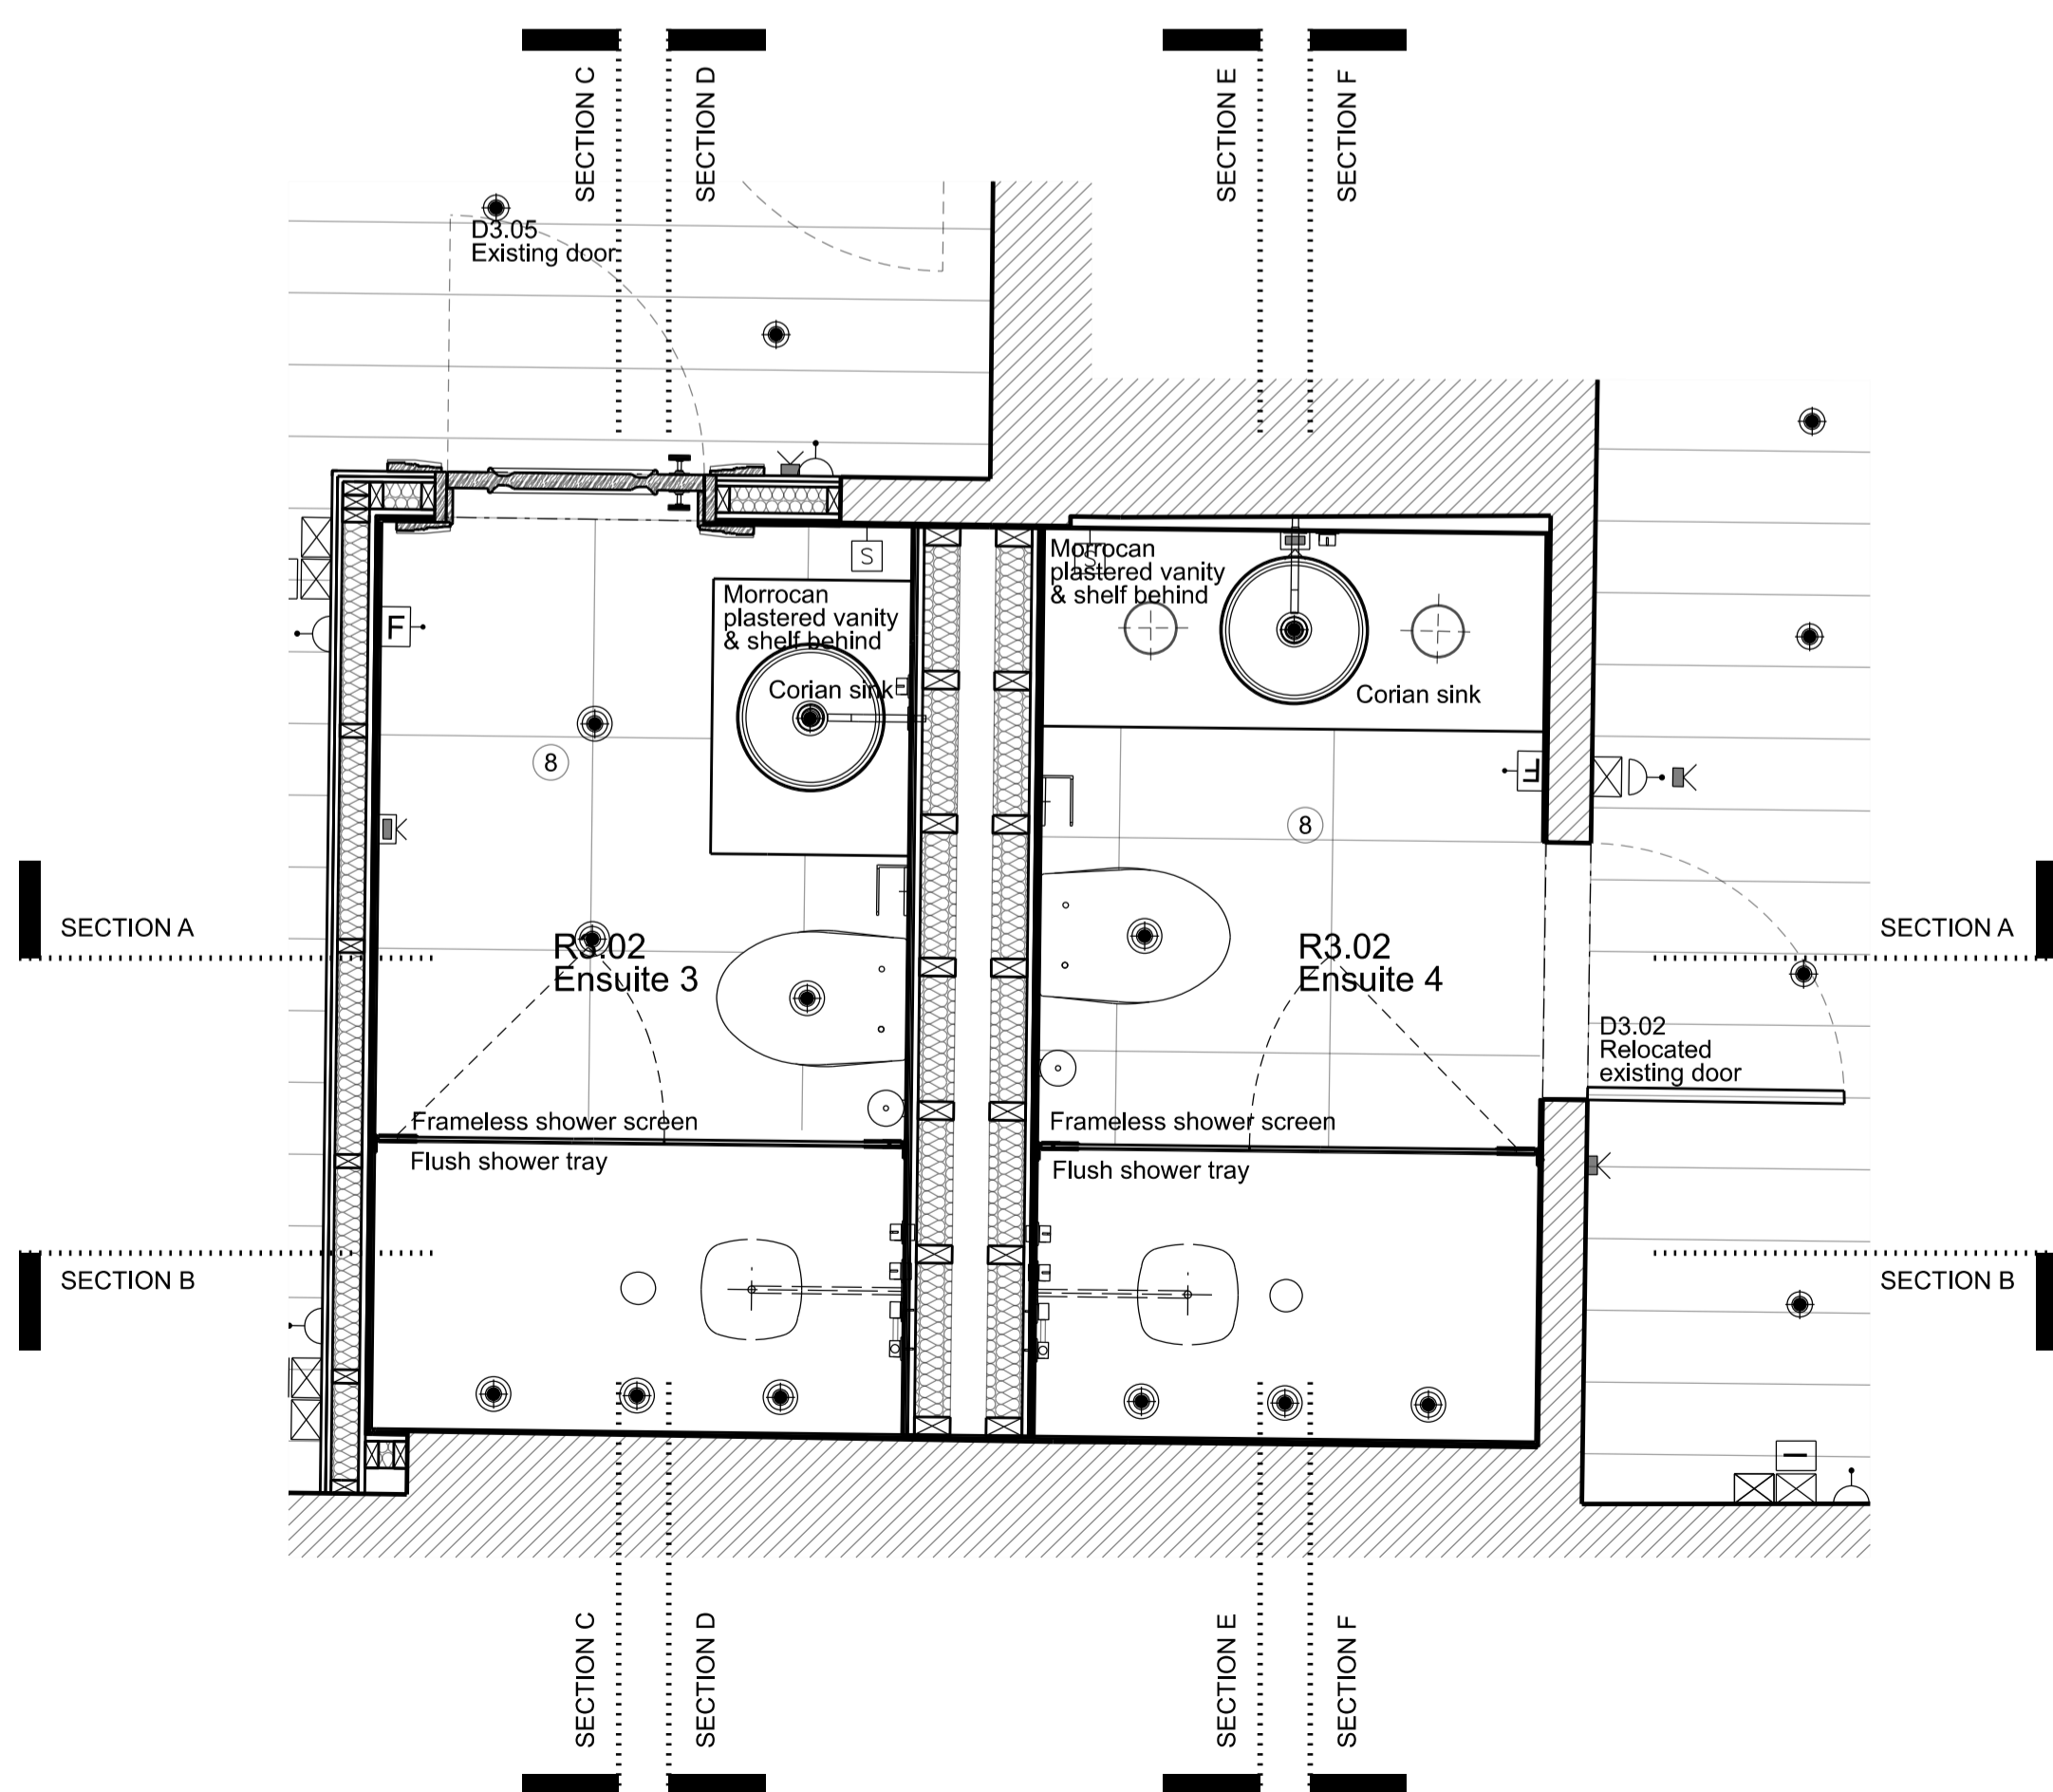 SECTION C
SECTION D
SECTION E
SECTION F
D3.05
Existing door
S
Morrocan
plastered vanity
& shelf behind
Corian sink
F
8
S
Morrocan
plastered vanity
& shelf behind
Corian sink
F
8
SECTION A
SECTION A
R3.02
Ensuite 3
R3.02
Ensuite 4
D3.02
Relocated
existing door
Frameless shower screen
Flush shower tray
Frameless shower screen
Flush shower tray
SECTION B
SECTION B
SECTION C
SECTION D
SECTION E
SECTION F